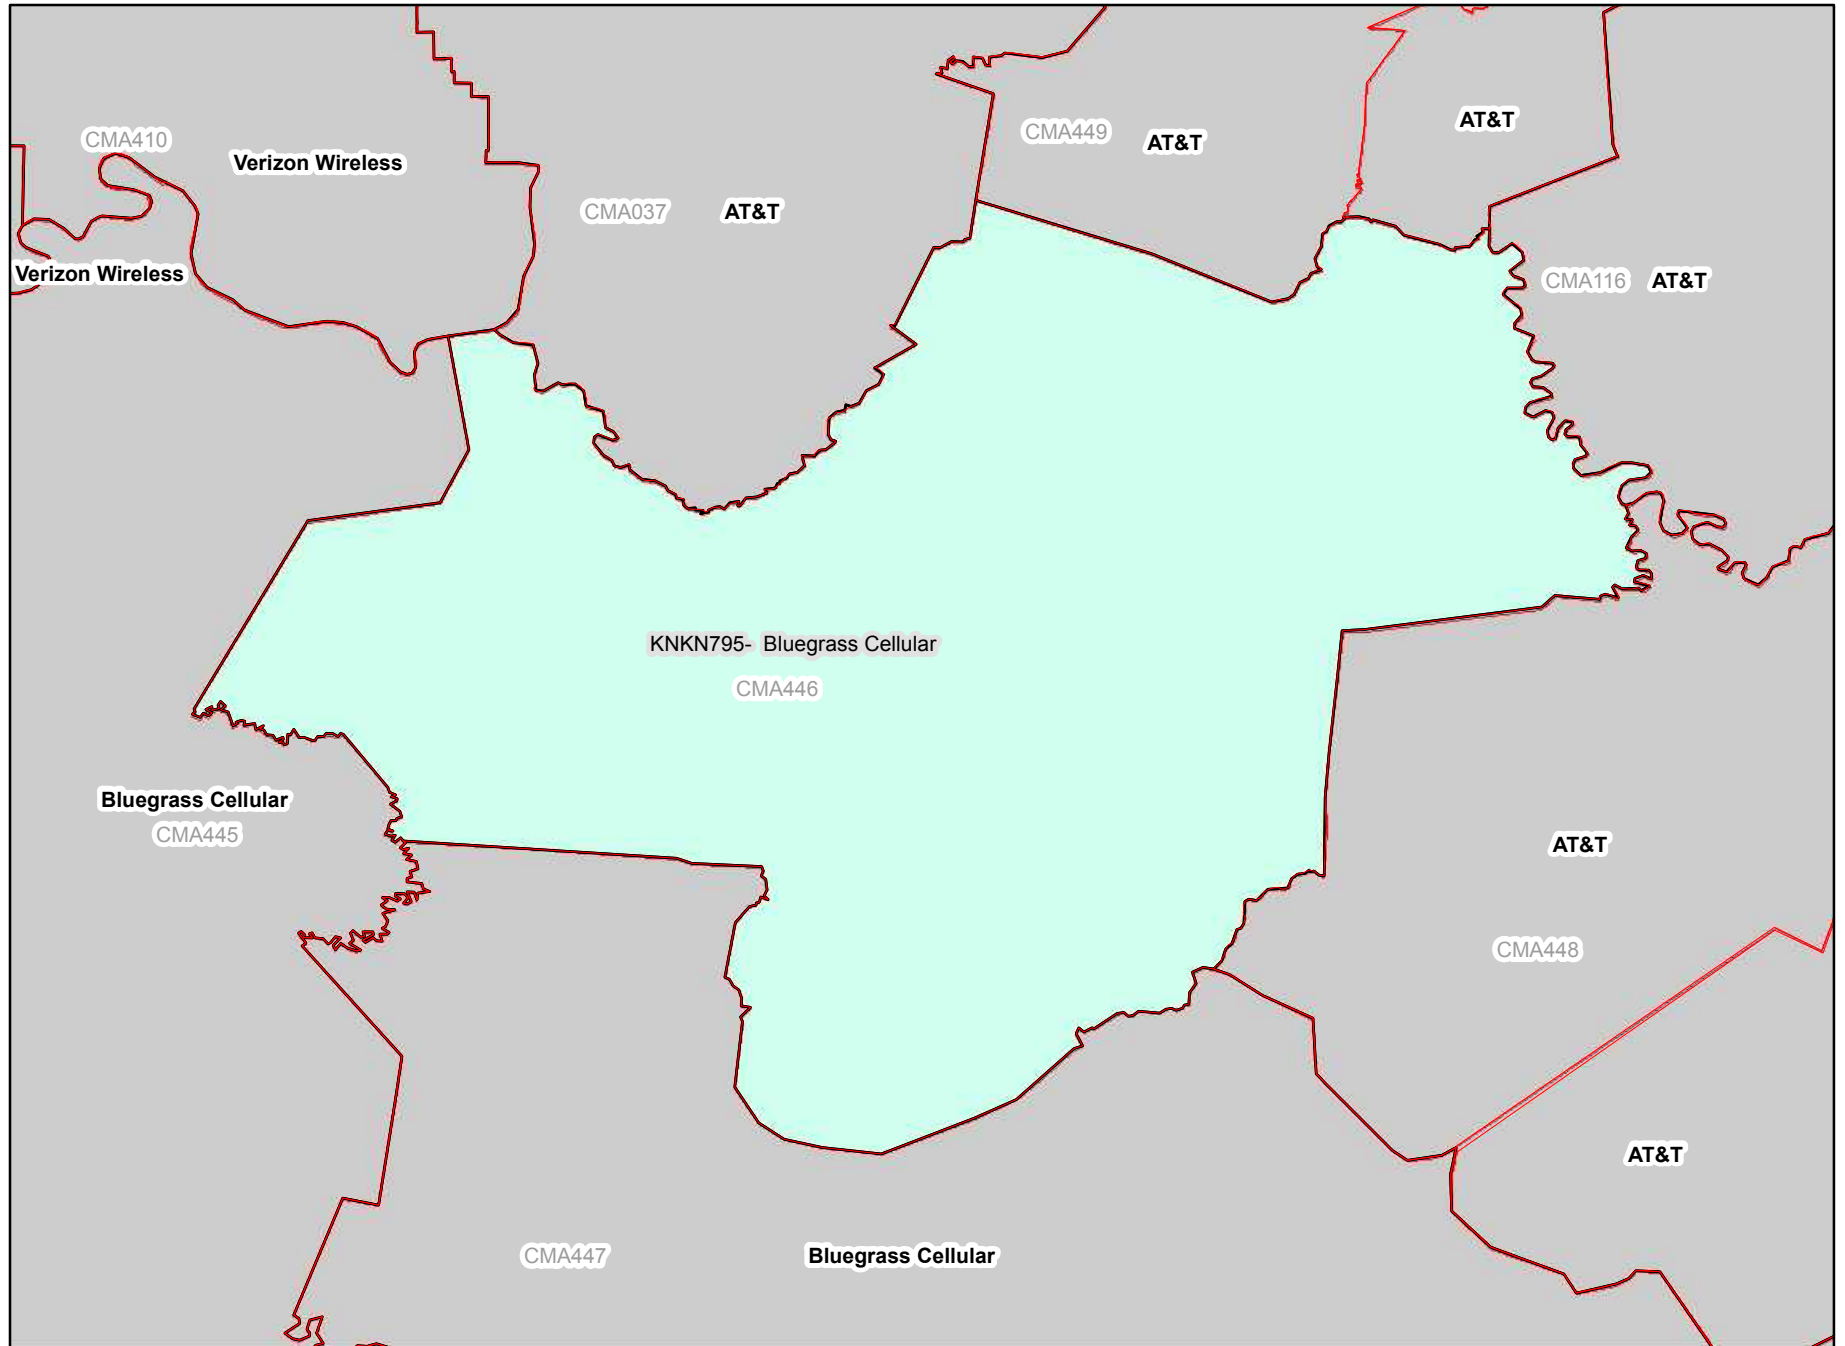 AT&T
CMA449
AT&T
CMA410
Verizon Wireless
CMA037
AT&T
Verizon Wireless
CMA116
AT&T
KNKN795-  Bluegrass Cellular
CMA446
Bluegrass Cellular
CMA445
AT&T
CMA448
AT&T
CMA447
Bluegrass Cellular